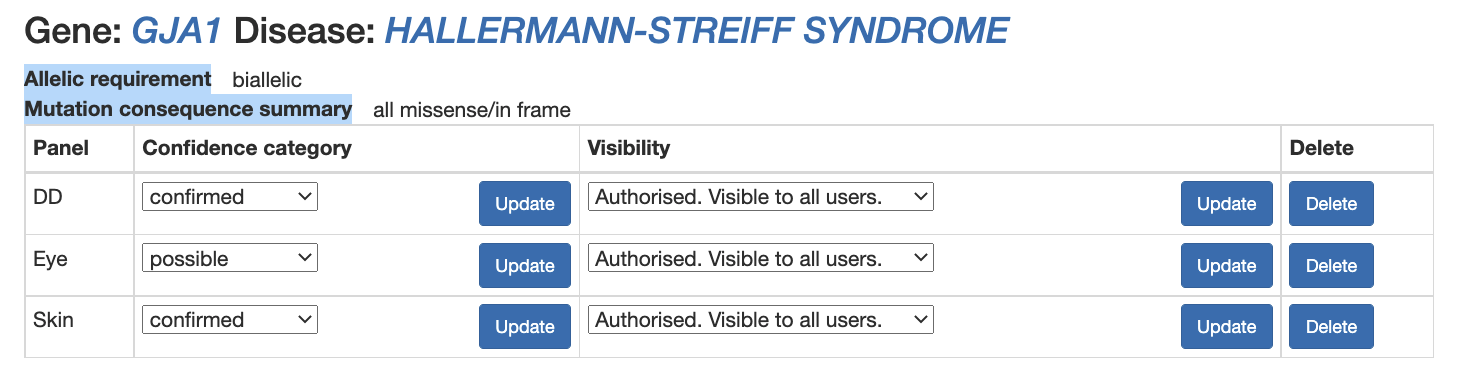 Gene: GJA1 Disease: HALLERMANN-STREIFF SYNDROME
Allelic requirement biallelic
Mutation consequence summary all missense/in frame
Panel Confidence category Visibility Delete
DD confirmed Update Authorised. Visible to all users. Update Delete
Eye possible Update Authorised. Visible to all users. Update Delete
Skin confirmed Update Authorised. Visible to all users. Update Delete